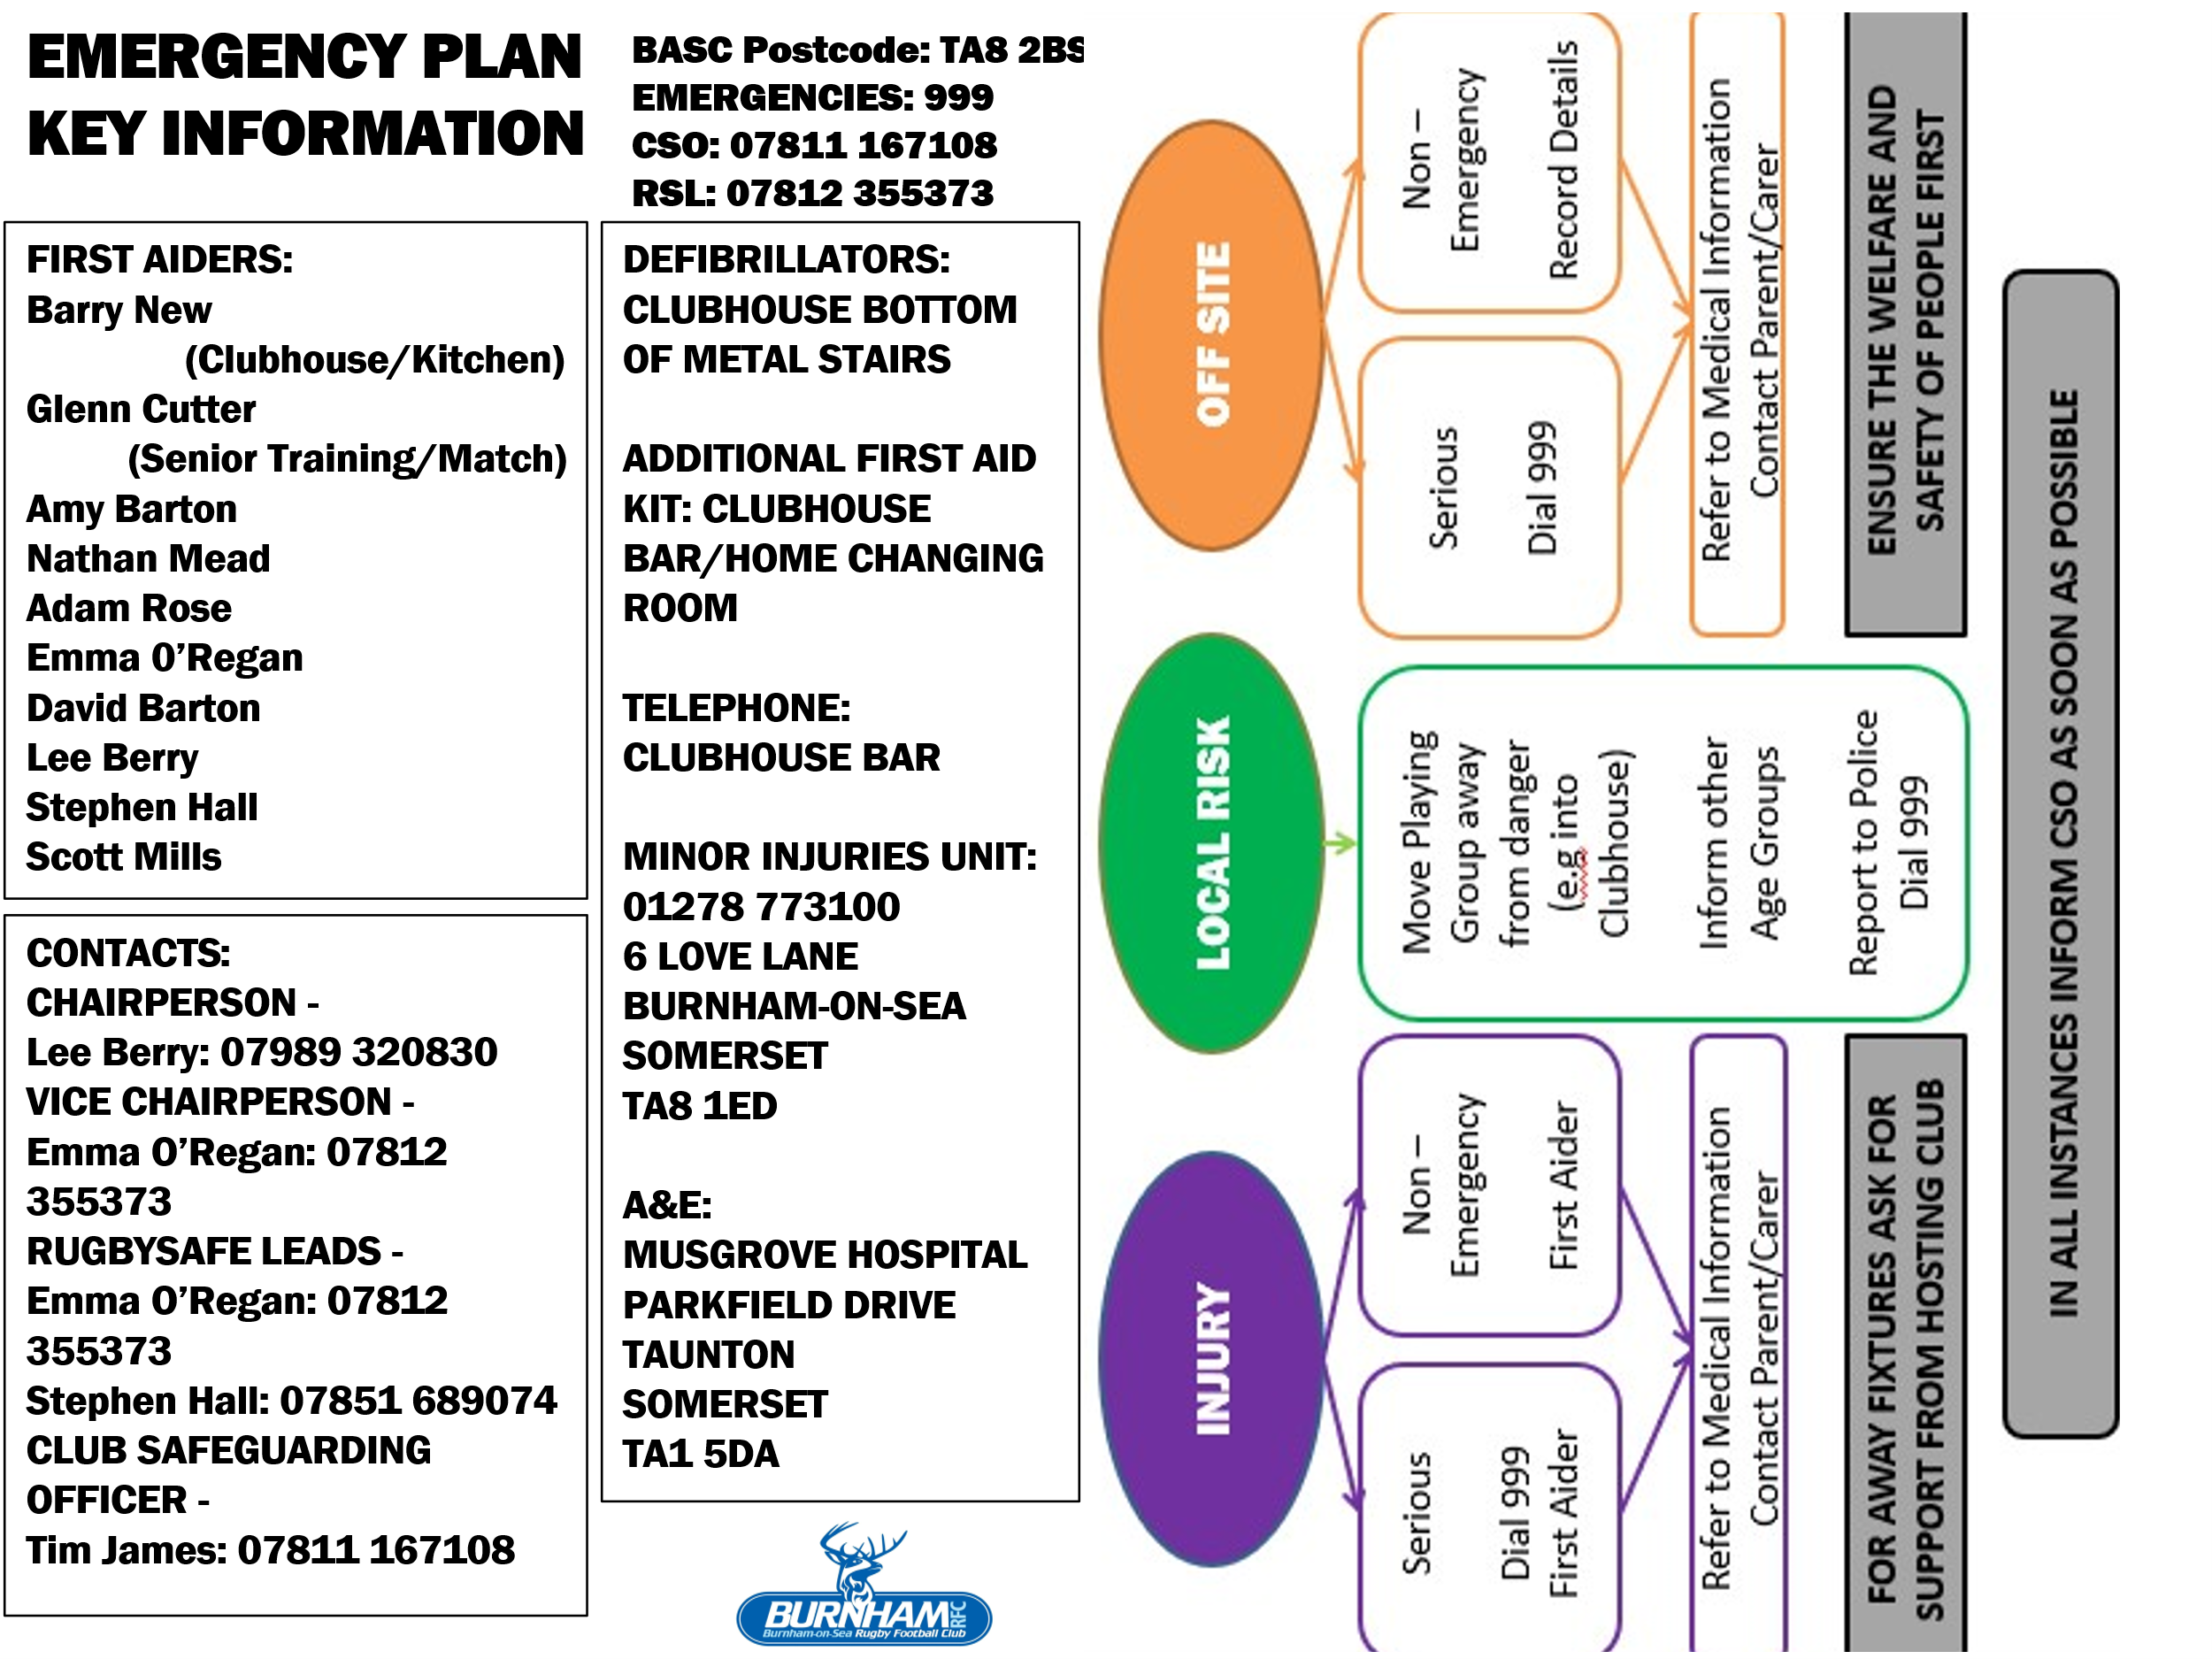 EMERGENCY PLAN
KEY INFORMATION
BASC Postcode: TA8 2BS
EMERGENCIES: 999
CSO: 07811 167108
RSL: 07812 355373
FIRST AIDERS:
Barry New
(Clubhouse/Kitchen)
Glenn Cutter
(Senior Training/Match)
Amy Barton
Nathan Mead
Adam Rose
Emma O’Regan
David Barton
Lee Berry
Stephen Hall
Scott Mills
CONTACTS:
CHAIRPERSON -
Lee Berry: 07989 320830
VICE CHAIRPERSON -
Emma O’Regan: 07812
355373
RUGBYSAFE LEADS -
Emma O’Regan: 07812
355373
Stephen Hall: 07851 689074
CLUB SAFEGUARDING
OFFICER -
Tim James: 07811 167108
DEFIBRILLATORS:
CLUBHOUSE BOTTOM
OF METAL STAIRS
ADDITIONAL FIRST AID
KIT: CLUBHOUSE
BAR/HOME CHANGING
ROOM
TELEPHONE:
CLUBHOUSE BAR
MINOR INJURIES UNIT:
01278 773100
6 LOVE LANE
BURNHAM-ON-SEA
SOMERSET
TA8 1ED
A&E:
MUSGROVE HOSPITAL
PARKFIELD DRIVE
TAUNTON
SOMERSET
TA1 5DA
BURNHAM RFC
Burnham-on-Sea Rugby Football Club
INJURY
Serious
Dial 999
First Aider
Non –
Emergency
First Aider
Refer to Medical Information
Contact Parent/Carer
LOCAL RISK
Move Playing
Group away
from danger
(e.g into
Clubhouse)
Inform other
Age Groups
Report to Police
Dial 999
OFF SITE
Serious
Dial 999
Non –
Emergency
Record Details
Refer to Medical Information
Contact Parent/Carer
FOR AWAY FIXTURES ASK FOR
SUPPORT FROM HOSTING CLUB
ENSURE THE WELFARE AND
SAFETY OF PEOPLE FIRST
IN ALL INSTANCES INFORM CSO AS SOON AS POSSIBLE